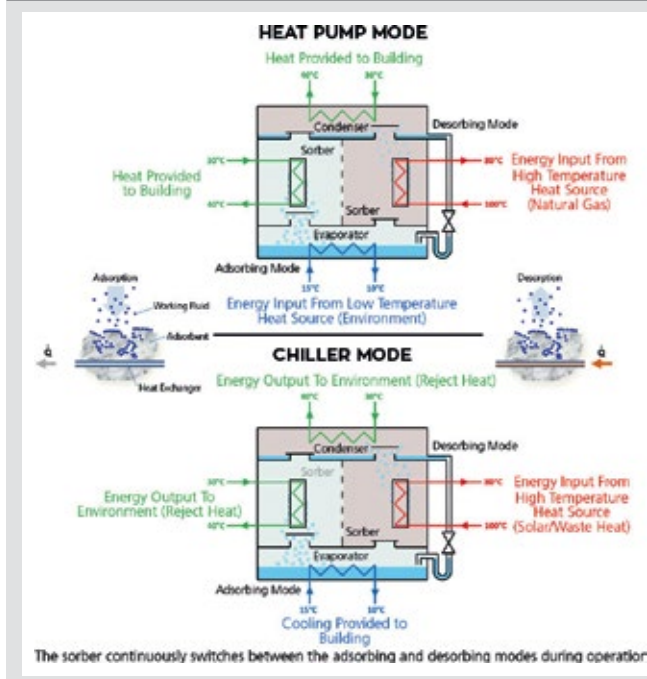 HEAT PUMP MODE
Heat Provided to Building
40°C
30°C
Condenser
Desorbing Mode
Sorber
30°C
Heat Provided
to Building
40°C
80°C
Energy Input From
High Temperature
Heat Source
(Natural Gas)
100°C
Sorber
Evaporator
Adsorbing Mode
15°C
10°C
Energy Input From Low Temperature
Heat Source (Environment)
Adsorption
Working Fluid
Adsorbent
Heat Exchanger
Q̇
Desorption
Q̇
CHILLER MODE
Energy Output To Environment (Reject Heat)
40°C
30°C
Condenser
Desorbing Mode
Sorber
30°C
Energy Output To
Environment (Reject Heat)
40°C
80°C
Energy Input From
High Temperature
Heat Source
(Solar/Waste Heat)
100°C
Sorber
Evaporator
Adsorbing Mode
15°C
10°C
Cooling Provided to
Building
The sorber continuously switches between the adsorbing and desorbing modes during operation